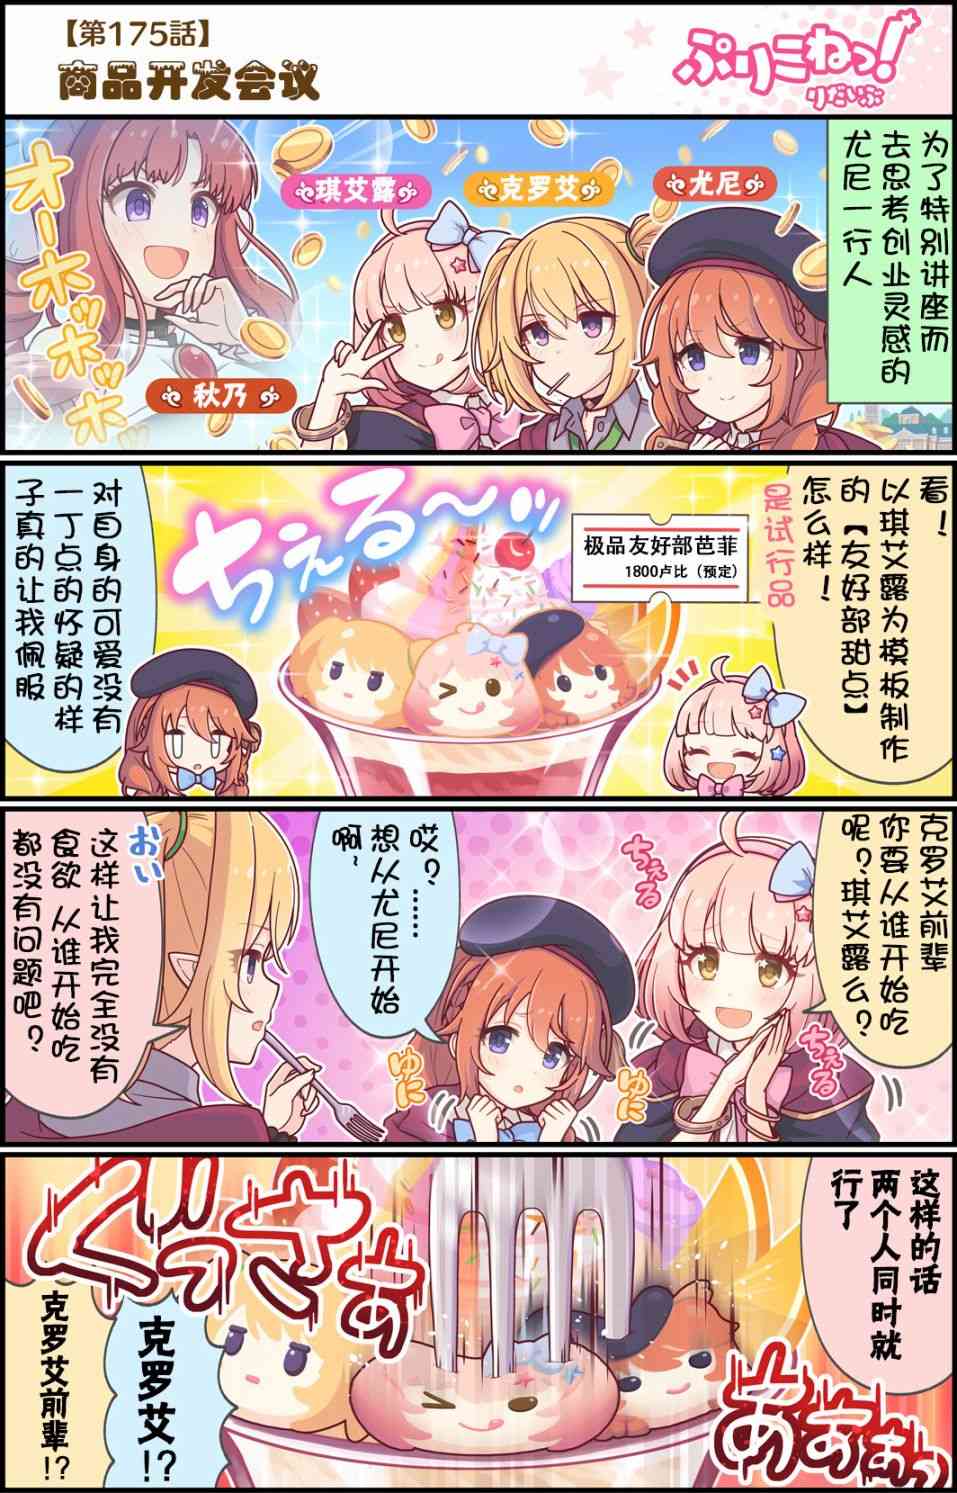 【第175話】
商品开发会议
ぷりこねっ!
りだいぶ
为了特别讲座而
去思考创业灵感的
尤尼一行人
尤尼
克罗艾
琪艾露
秋乃
オーホッホッホッホ
看!
以琪艾露为模板制作
的【友好部甜点】
怎么样!
是试行品
极品友好部芭菲
1800卢比（预定）
ちぇる〜ッ
对自身的可爱没有
一丁点的怀疑的样
子真的让我佩服
克罗艾前辈
你要从谁开始吃
呢?琪艾露么?
ちぇる
ちぇる
哎?……
想从尤尼开始
啊~
ゆに
ゆに
おい
这样让我完全没有
食欲 从谁开始吃
都没有问题吧?
这样的话
两个人同时就
行了
ぐっさぁ
ああぁっ
克罗艾!?
克罗艾前辈!?